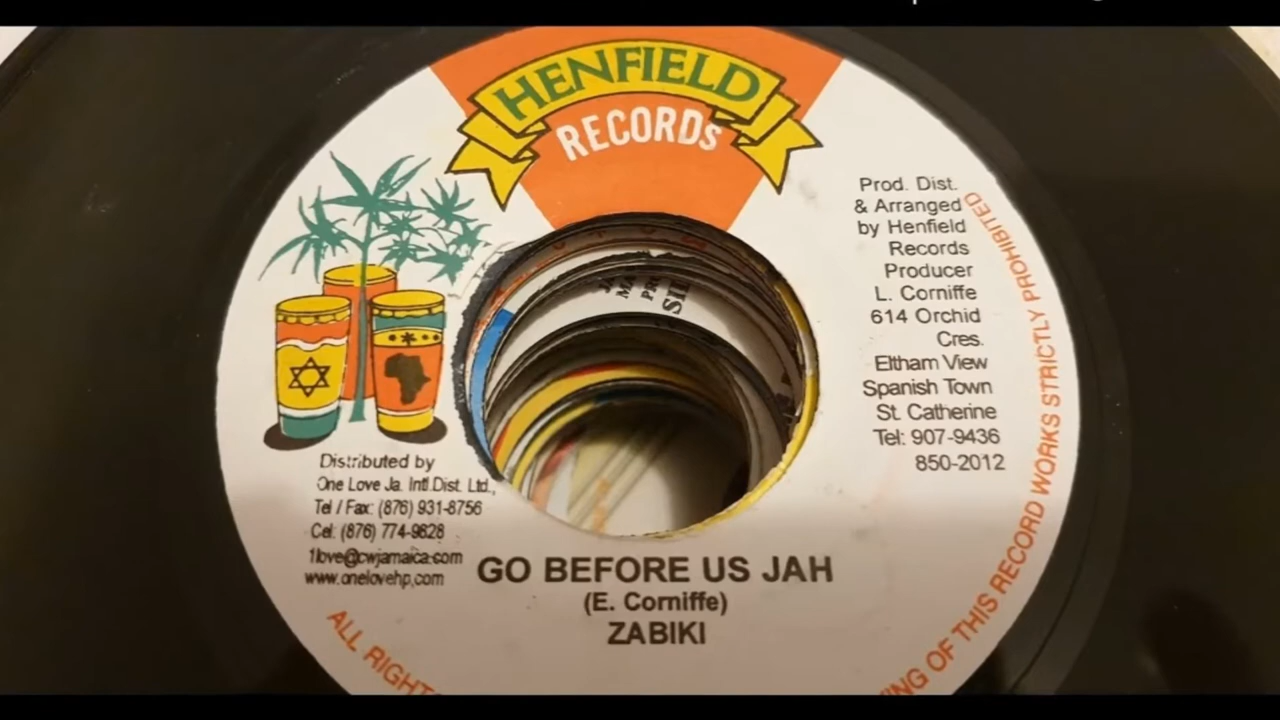 HENFIELD
RECORDS
Prod. Dist.
& Arranged
by Henfield
Records
Producer
L. Corniffe
614 Orchid
Cres.
Eltham View
Spanish Town
St. Catherine
Tel: 907-9436
850-2012
Distributed by
One Love Ja. Intl Dist. Ltd.,
Tel / Fax: (876) 931-8756
Cel: (876) 774-9628
1love@cwjamaica.com
www.onelovehp.com
GO BEFORE US JAH
(E. Corniffe)
ZABIKI
ALL RIGHT
ING OF THIS RECORD WORKS STRICTLY PROHIBITED